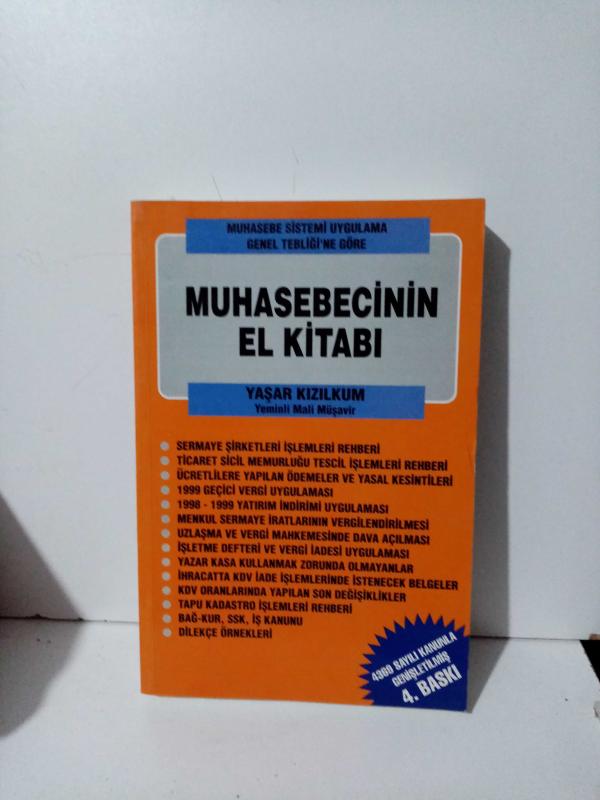 MUHASEBE SİSTEMİ UYGULAMA
GENEL TEBLİĞİ'NE GÖRE
MUHASEBECİNİN
EL KİTABI
YAŞAR KIZILKUM
Yeminli Mali Müşavir
SERMAYE ŞİRKETLERİ İŞLEMLERİ REHBERİ
TİCARET SİCİL MEMURLUĞU TESCİL İŞLEMLERİ REHBERİ
ÜCRETLİLERE YAPILAN ÖDEMELER VE YASAL KESİNTİLERİ
1999 GEÇİCİ VERGİ UYGULAMASI
1998 - 1999 YATIRIM İNDİRİMİ UYGULAMASI
MENKUL SERMAYE İRATLARININ VERGİLENDİRİLMESİ
UZLAŞMA VE VERGİ MAHKEMESİNDE DAVA AÇILMASI
İŞLETME DEFTERİ VE VERGİ İADESİ UYGULAMASI
YAZAR KASA KULLANMAK ZORUNDA OLMAYANLAR
İHRACATTA KDV İADE İŞLEMLERİNDE İSTENECEK BELGELER
KDV ORANLARINDA YAPILAN SON DEĞİŞİKLİKLER
TAPU KADASTRO İŞLEMLERİ REHBERİ
BAĞ-KUR, SSK, İŞ KANUNU
DİLEKÇE ÖRNEKLERİ
4369 SAYILI KANUNLA
GENİŞLETİLMİŞ
4. BASKI